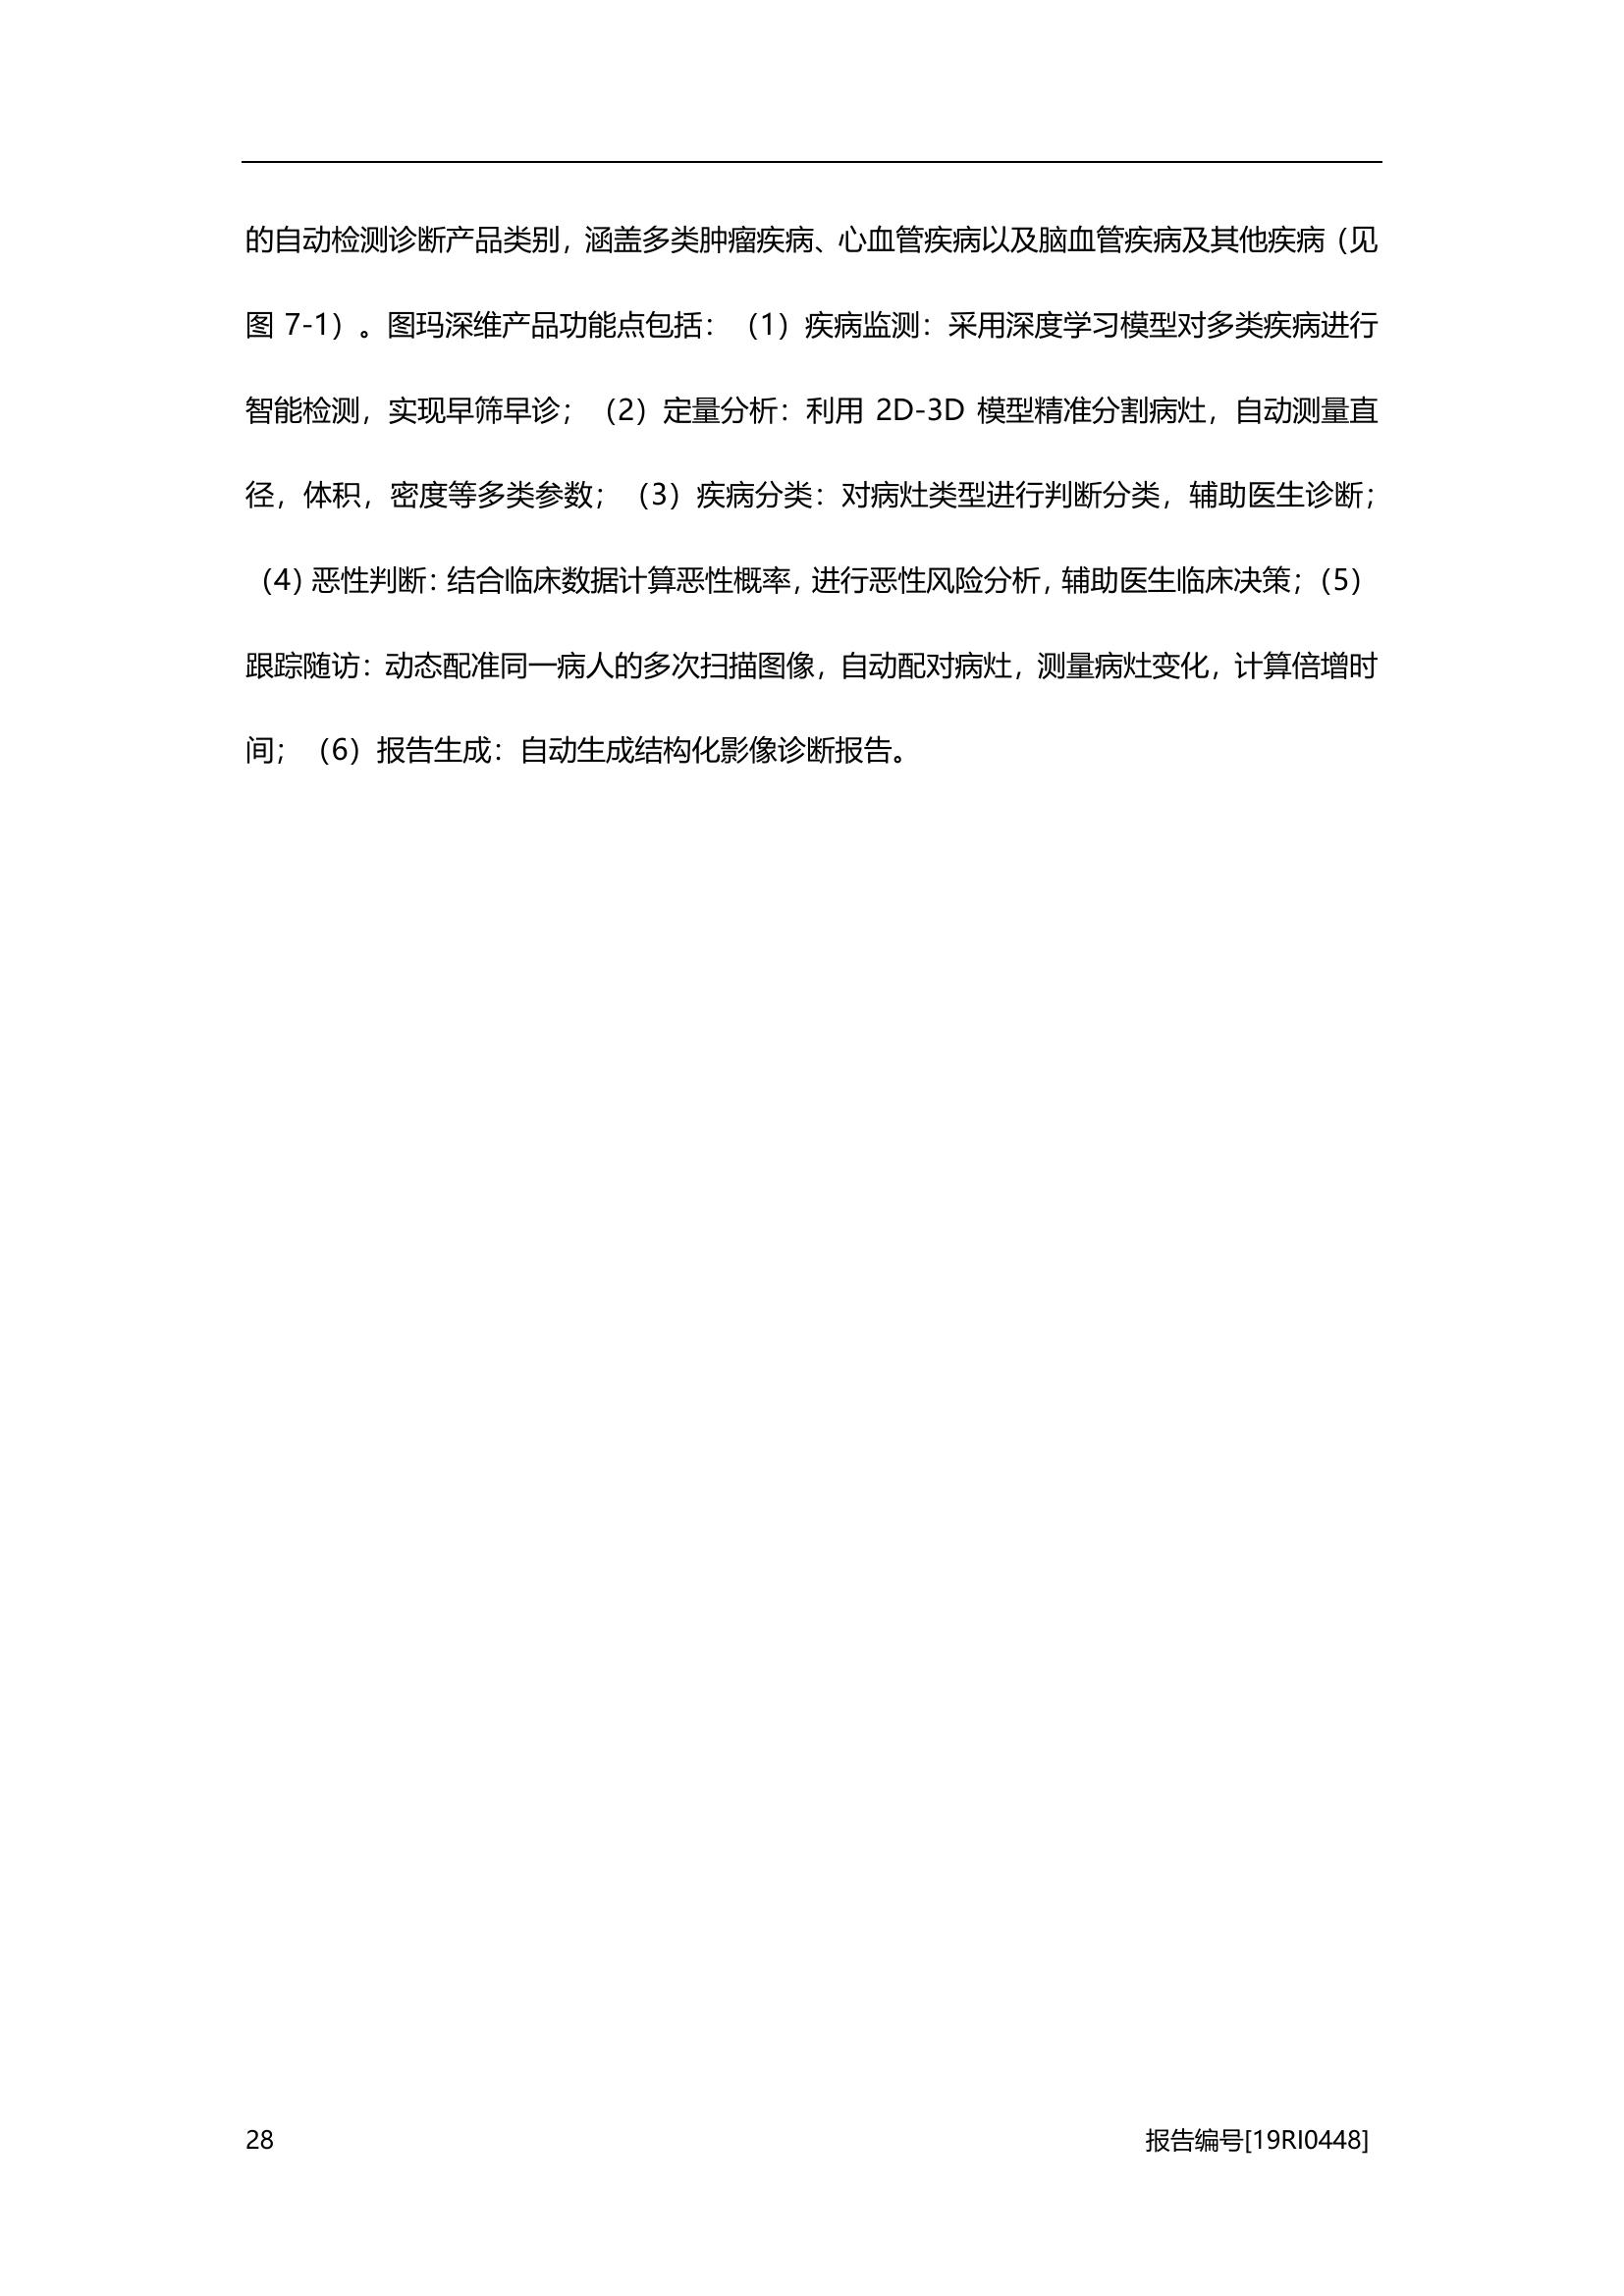 的自动检测诊断产品类别，涵盖多类肿瘤疾病、心血管疾病以及脑血管疾病及其他疾病（见
图 7-1）。图玛深维产品功能点包括：（1）疾病监测：采用深度学习模型对多类疾病进行
智能检测，实现早筛早诊；（2）定量分析：利用 2D-3D 模型精准分割病灶，自动测量直
径，体积，密度等多类参数；（3）疾病分类：对病灶类型进行判断分类，辅助医生诊断；
（4）恶性判断：结合临床数据计算恶性概率，进行恶性风险分析，辅助医生临床决策；（5）
跟踪随访：动态配准同一病人的多次扫描图像，自动配对病灶，测量病灶变化，计算倍增时
间；（6）报告生成：自动生成结构化影像诊断报告。
28 报告编号[19RI0448]